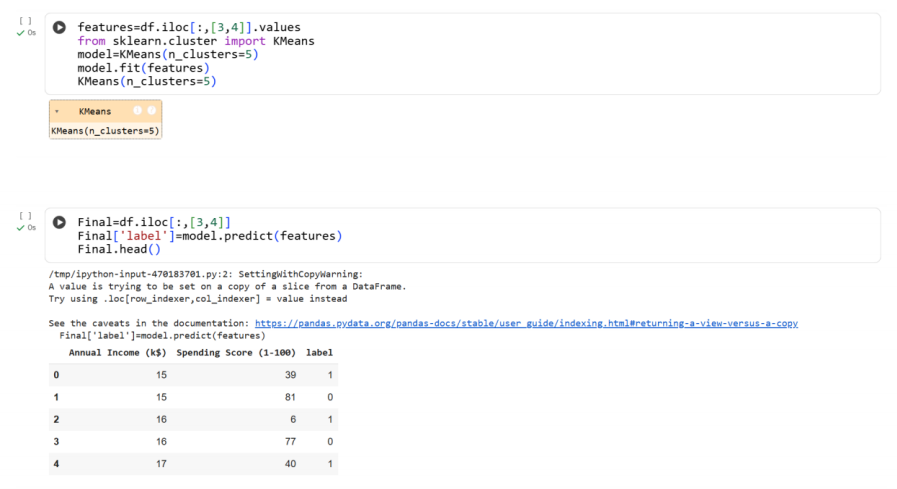 [ ]
0s
features=df.iloc[:,[3,4]].values
from sklearn.cluster import KMeans
model=KMeans(n_clusters=5)
model.fit(features)
KMeans(n_clusters=5)
KMeans
KMeans(n_clusters=5)
[ ]
0s
Final=df.iloc[:,[3,4]]
Final['label']=model.predict(features)
Final.head()
/tmp/ipython-input-470183701.py:2: SettingWithCopyWarning:
A value is trying to be set on a copy of a slice from a DataFrame.
Try using .loc[row_indexer,col_indexer] = value instead
See the caveats in the documentation: https://pandas.pydata.org/pandas-docs/stable/user_guide/indexing.html#returning-a-view-versus-a-copy
Final['label']=model.predict(features)
Annual Income (k$) Spending Score (1-100) label
0 15 39 1
1 15 81 0
2 16 6 1
3 16 77 0
4 17 40 1